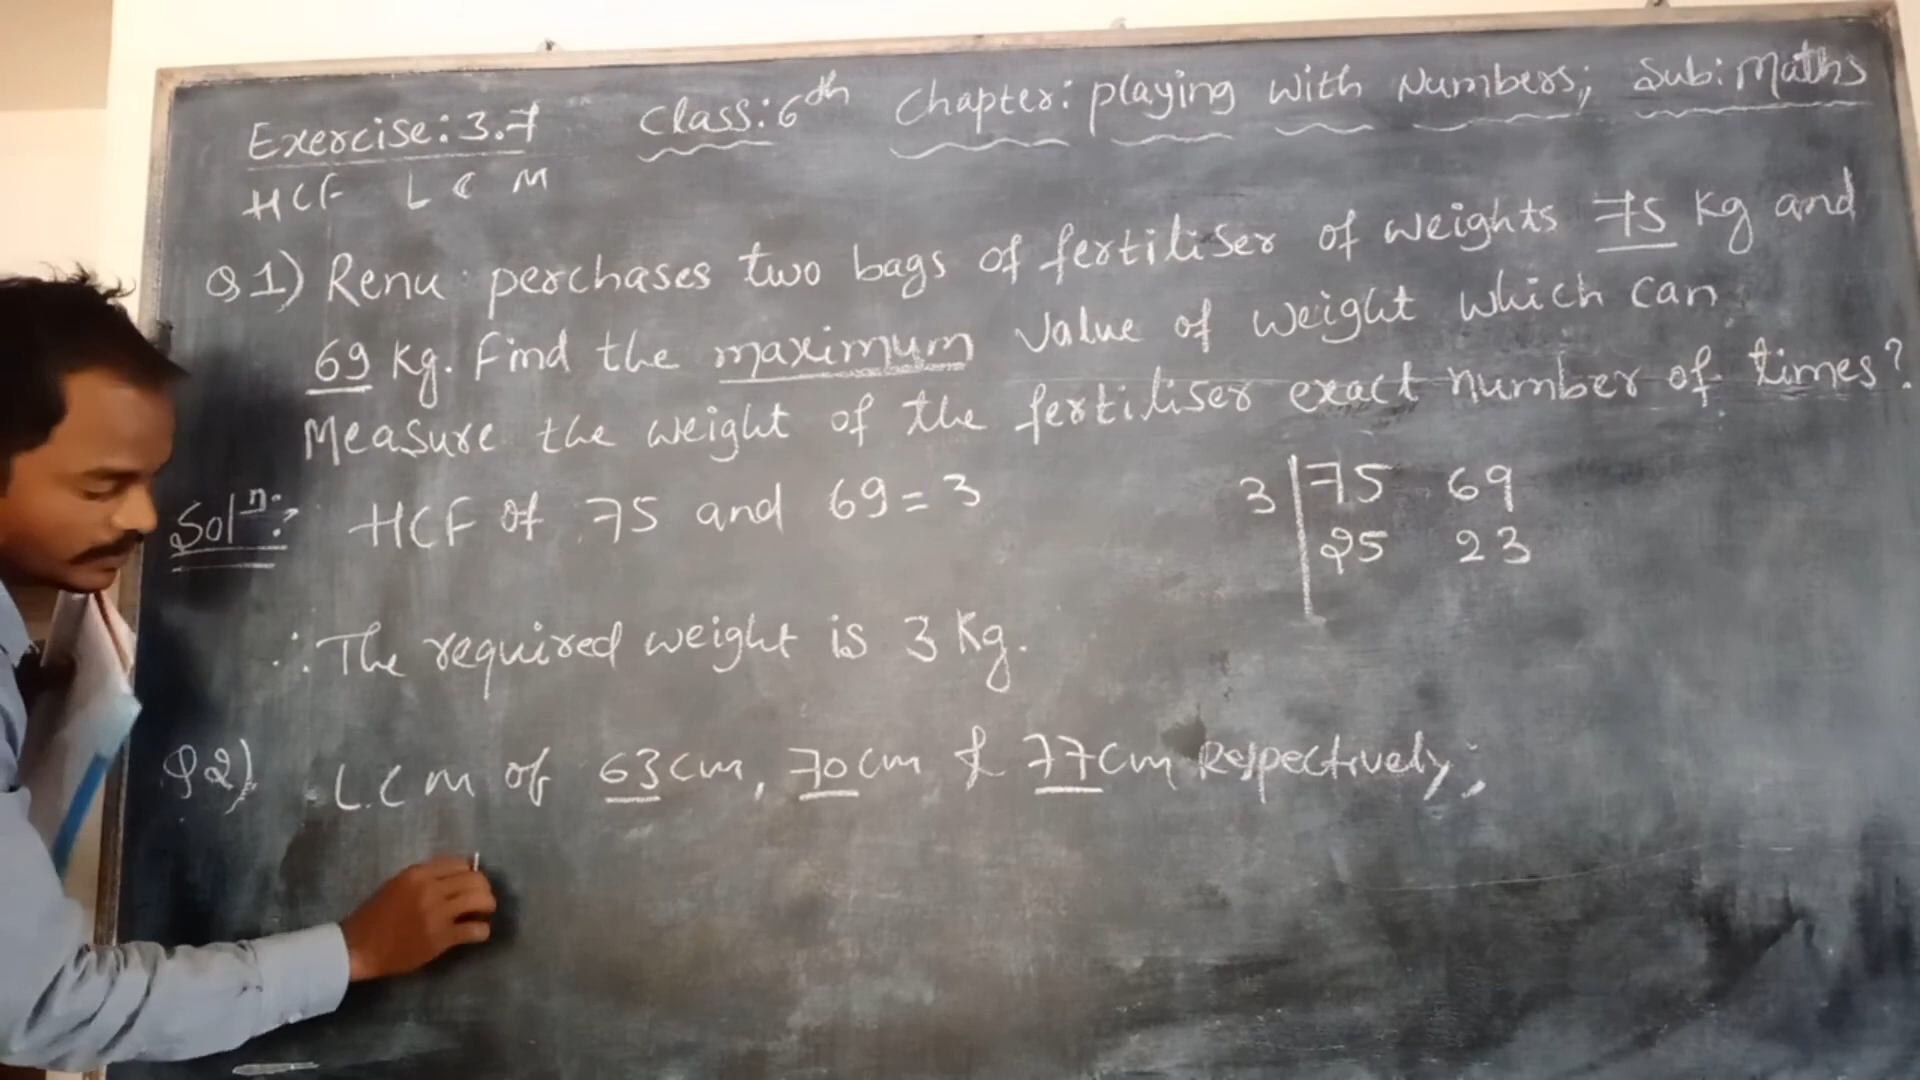 Exercise: 3.7 Class: 6th Chapter: playing with Numbers; Sub: Maths
HCF LCM
Q1) Renu perchases two bags of fertiliser of weights 75 kg and
69 kg. Find the maximum value of weight which can
Measure the weight of the fertiliser exact number of times?
Soln: HCF of 75 and 69 = 3
3 | 75 69
25 23
∴ The required weight is 3 Kg.
Q2) L.C M of 63cm, 70cm & 77cm Respectively;